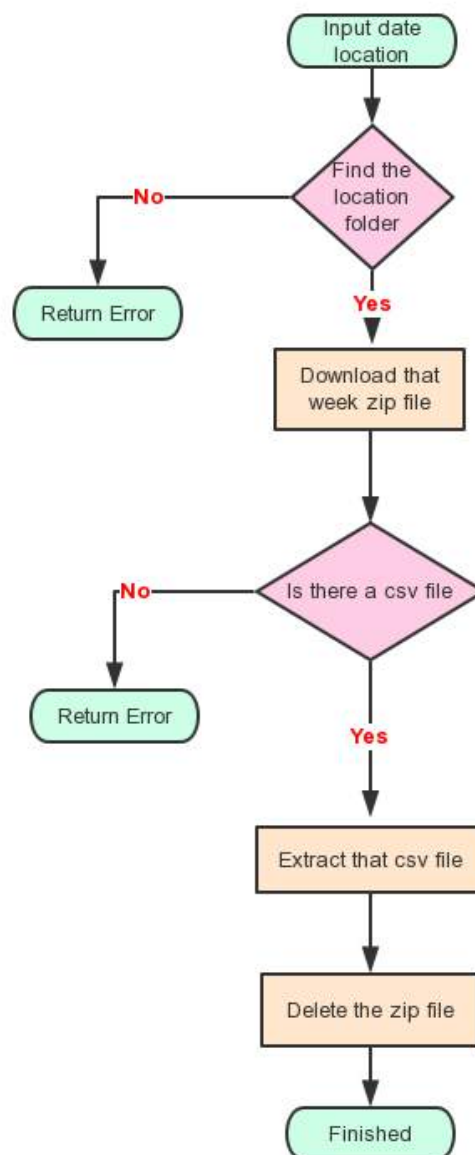 Input date
location
Find the
location
folder
No
Return Error
Yes
Download that
week zip file
Is there a csv file
No
Return Error
Yes
Extract that csv file
Delete the zip file
Finished